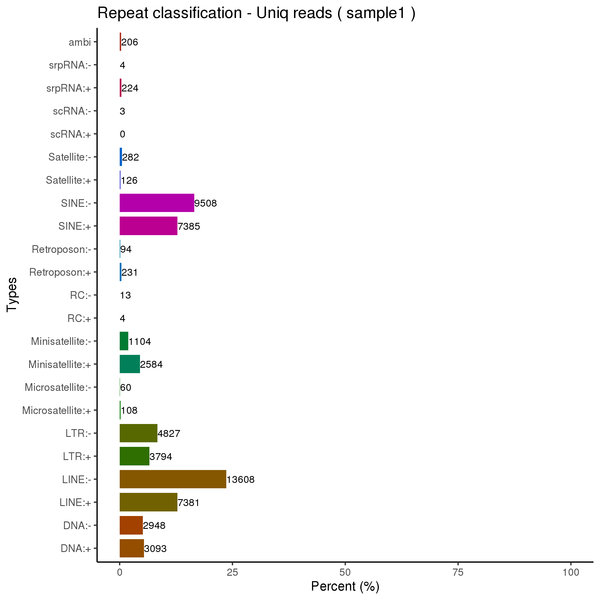 Repeat classification - Uniq reads ( sample1 )
Types
ambi 206
srpRNA:- 4
srpRNA:+ 224
scRNA:- 3
scRNA:+ 0
Satellite:- 282
Satellite:+ 126
SINE:- 9508
SINE:+ 7385
Retroposon:- 94
Retroposon:+ 231
RC:- 13
RC:+ 4
Minisatellite:- 1104
Minisatellite:+ 2584
Microsatellite:- 60
Microsatellite:+ 108
LTR:- 4827
LTR:+ 3794
LINE:- 13608
LINE:+ 7381
DNA:- 2948
DNA:+ 3093
0 25 50 75 100
Percent (%)